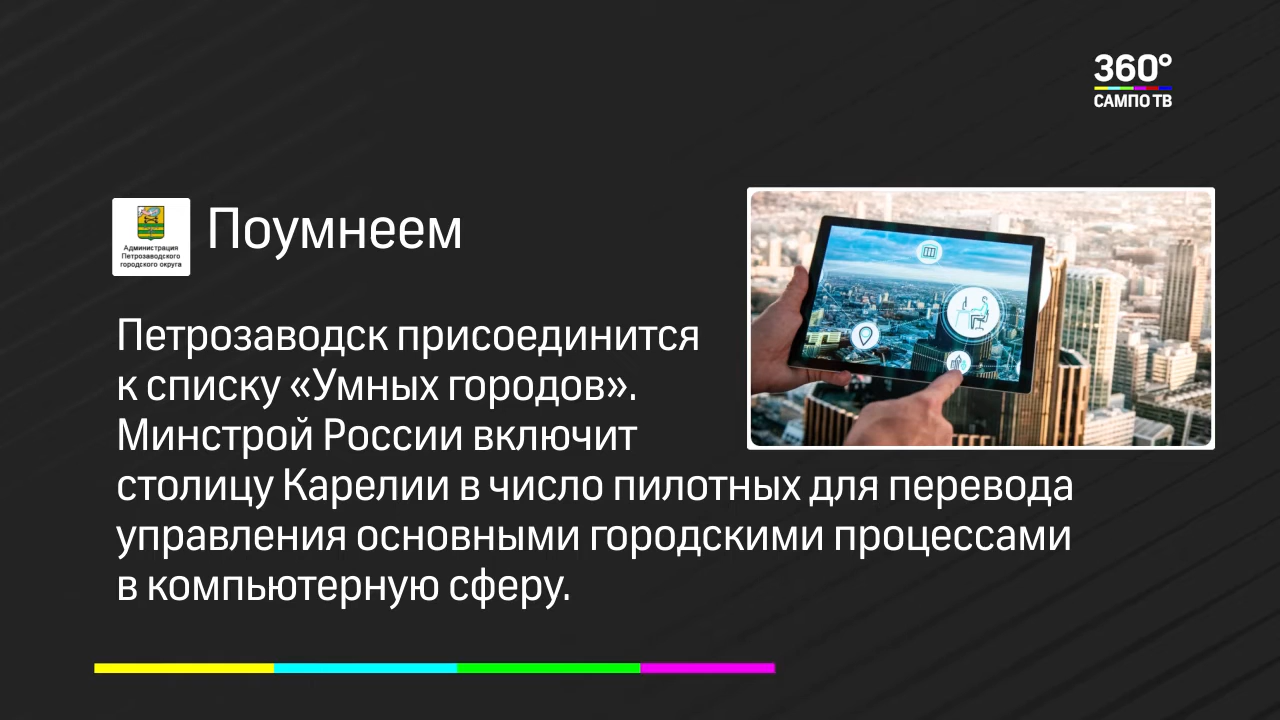 360°
САМПО ТВ
Администрация
Петрозаводского
городского округа
Поумнеем
Петрозаводск присоединится
к списку «Умных городов».
Минстрой России включит
столицу Карелии в число пилотных для перевода
управления основными городскими процессами
в компьютерную сферу.